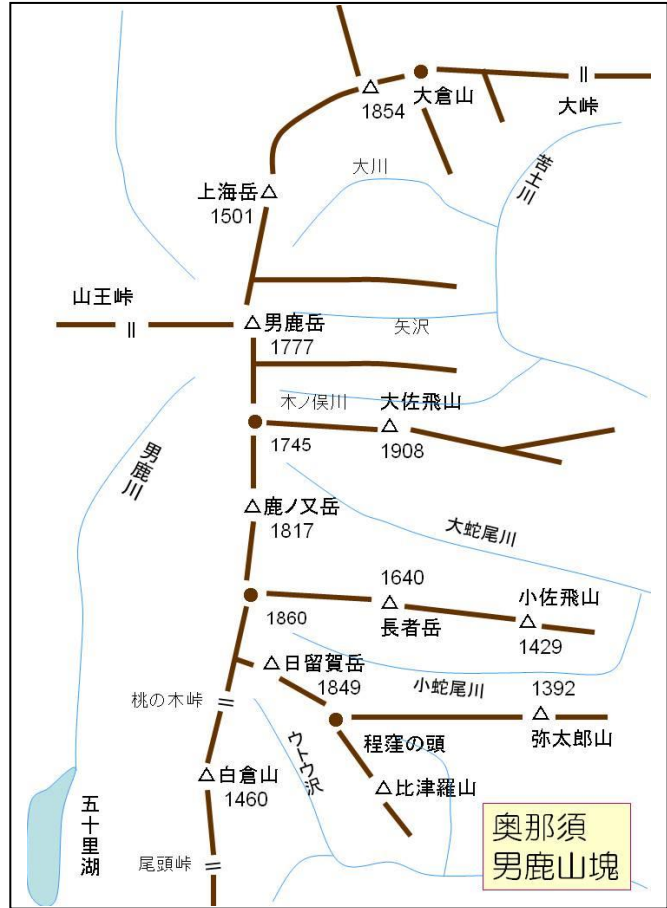 大倉山
1854
大峠
大川
苦土川
上海岳
1501
山王峠
男鹿岳
1777
矢沢
木ノ俣川
大佐飛山
1745
1908
男鹿川
鹿ノ又岳
1817
大蛇尾川
1640
小佐飛山
1860
長者岳
1429
日留賀岳
1849
小蛇尾川
1392
桃の木峠
程窪の頭
弥太郎山
白倉山
1460
比津羅山
五十里湖
尾頭峠
奥那須
男鹿山塊